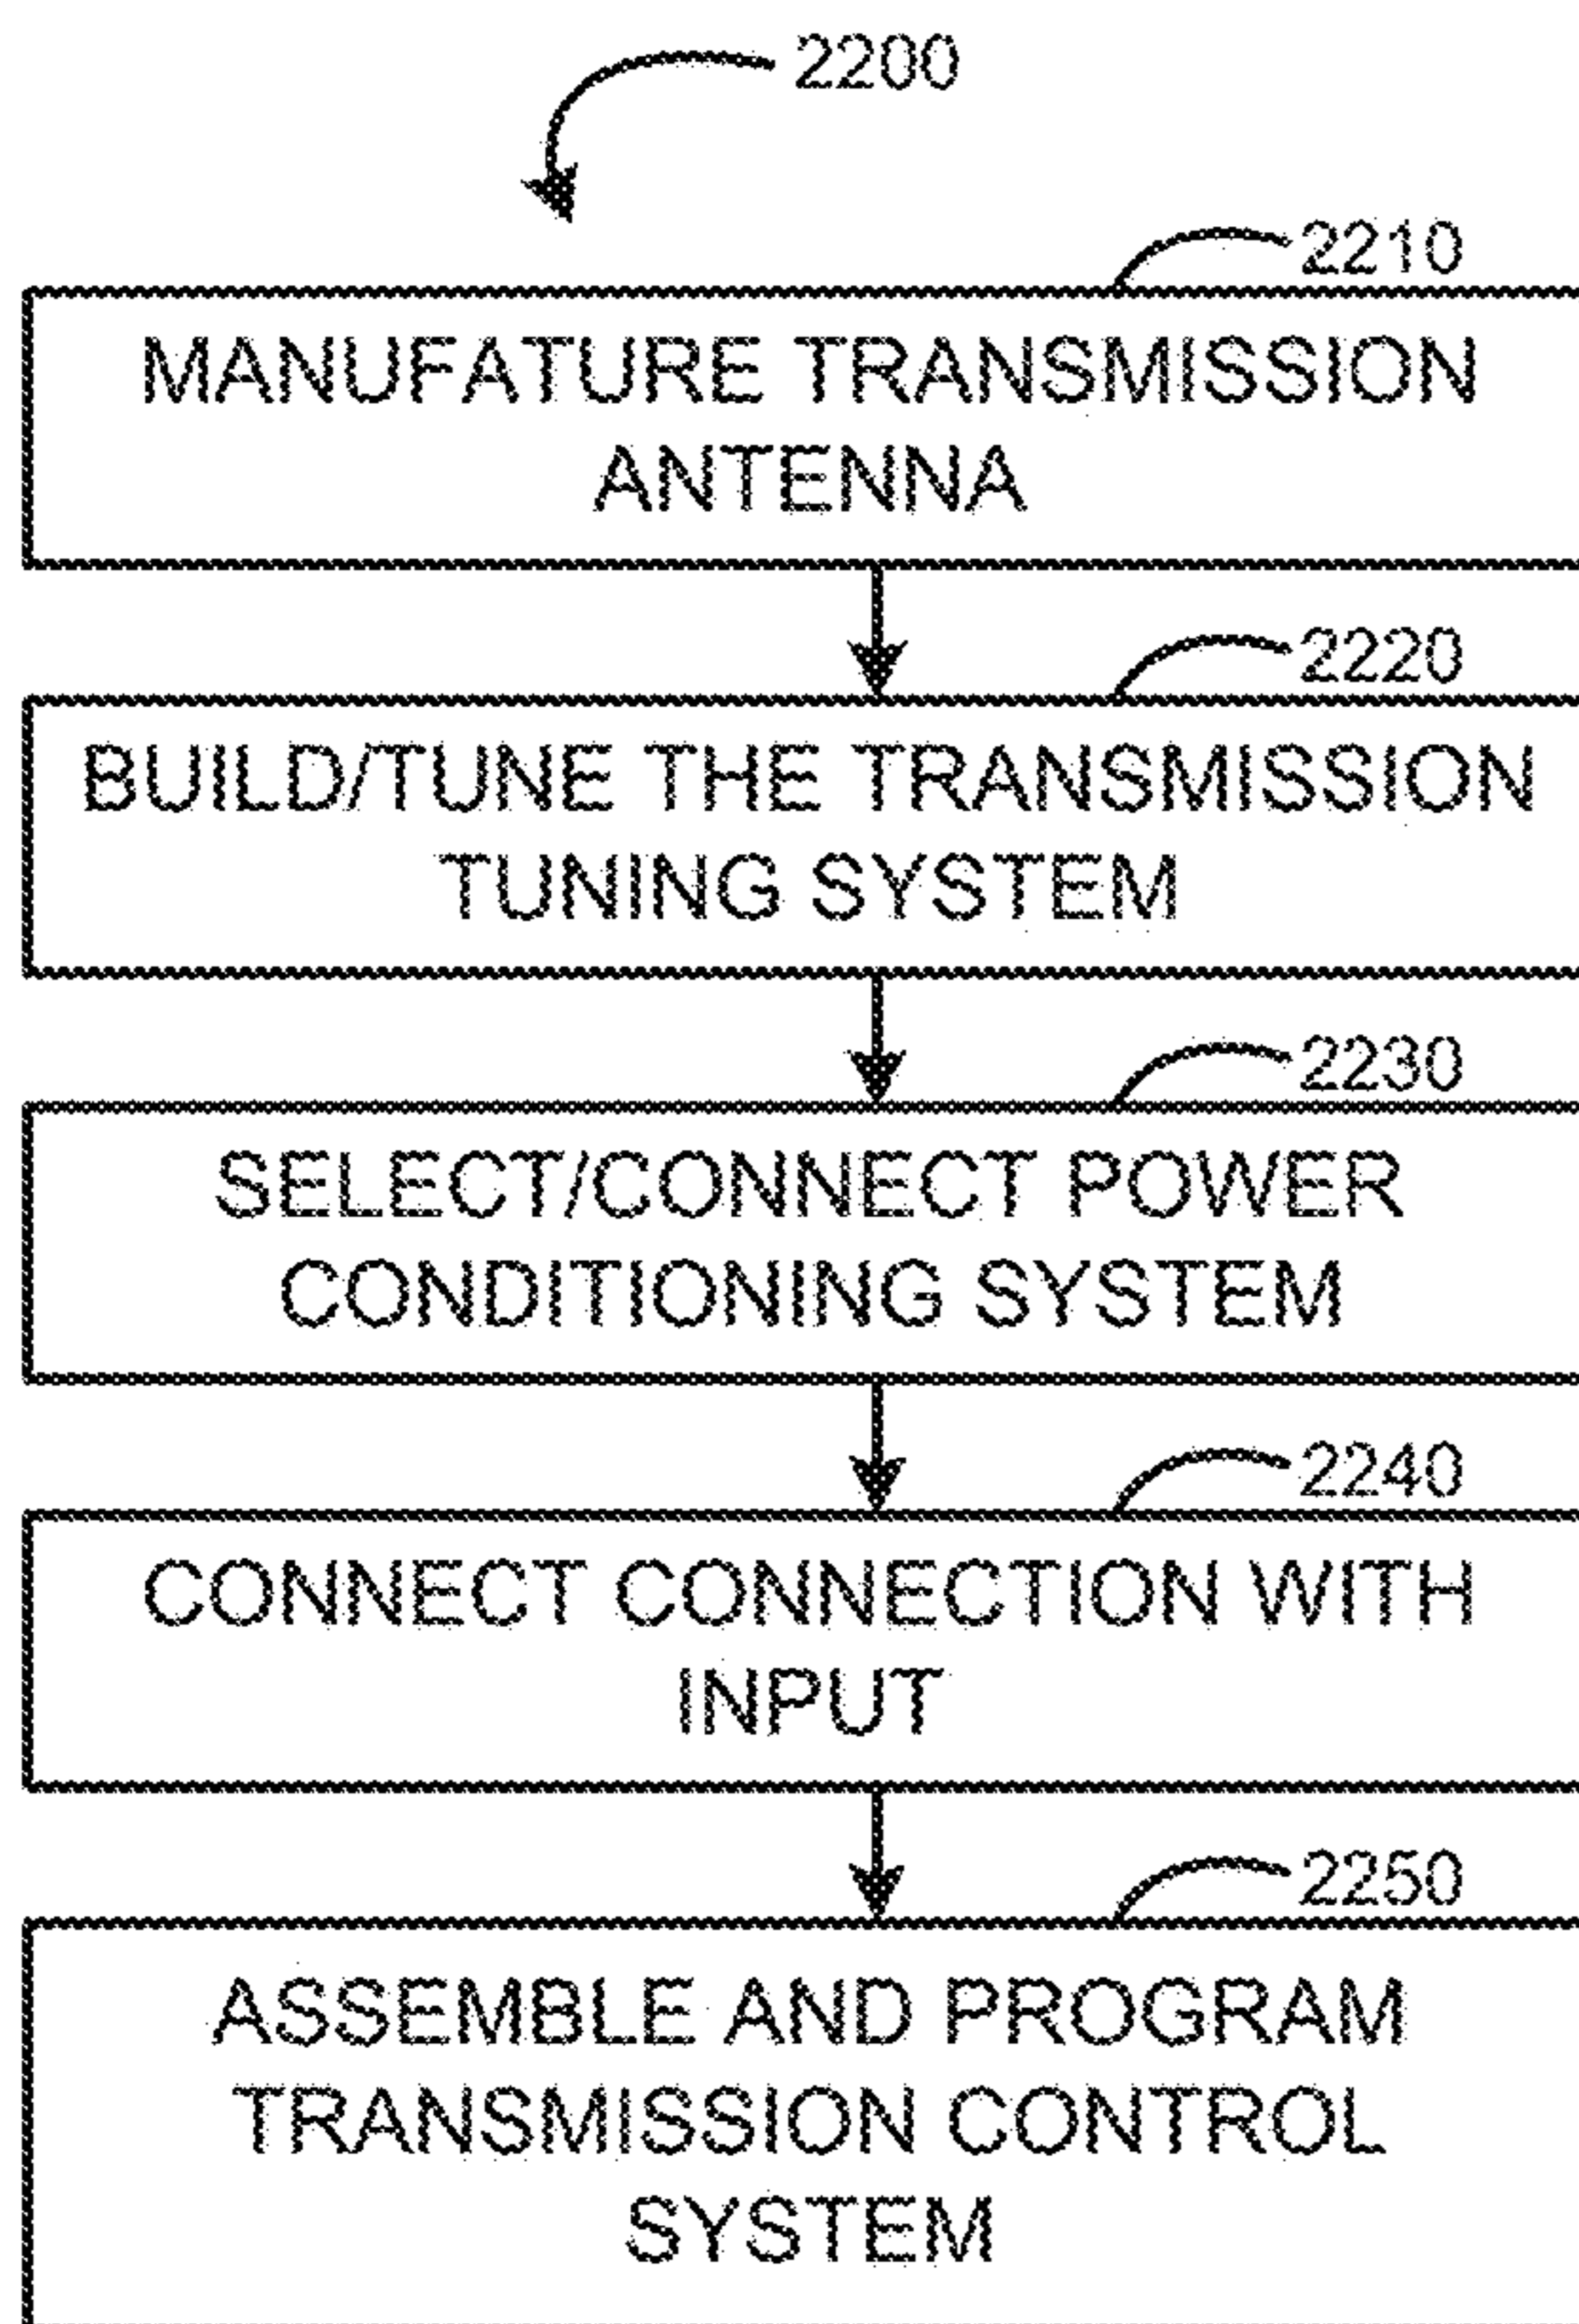 2200
2210
MANUFATURE TRANSMISSION
ANTENNA
2220
BUILD/TUNE THE TRANSMISSION
TUNING SYSTEM
2230
SELECT/CONNECT POWER
CONDITIONING SYSTEM
2240
CONNECT CONNECTION WITH
INPUT
2250
ASSEMBLE AND PROGRAM
TRANSMISSION CONTROL
SYSTEM